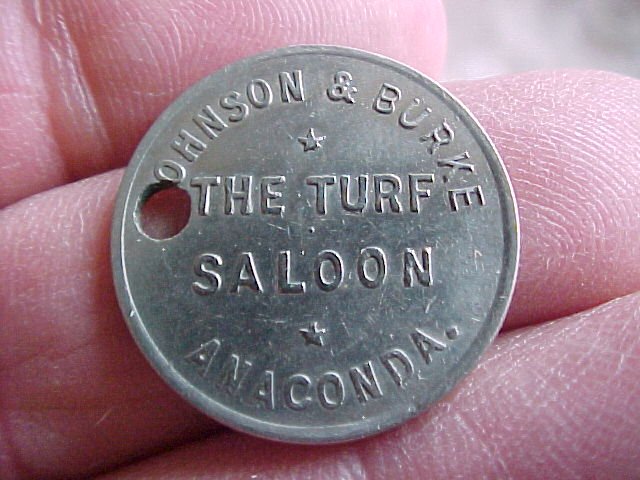 OHNSON & BURKE
THE TURF
SALOON
ANACONDA.